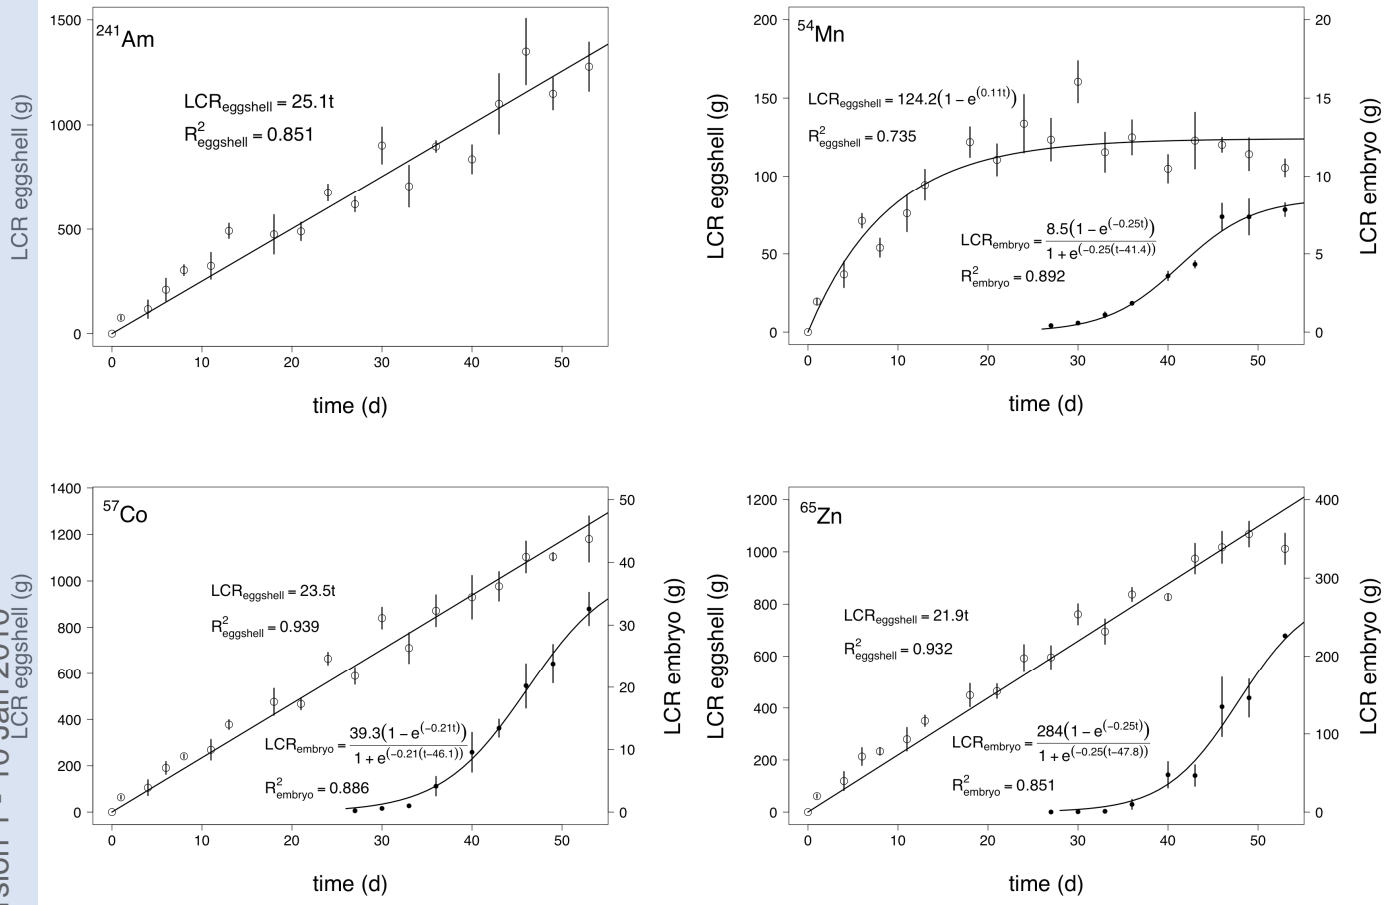 241Am
LCReggshell = 25.1t
R2eggshell = 0.851
LCR eggshell (g)
1500
1000
500
0
0 10 20 30 40 50
time (d)
54Mn
LCReggshell = 124.2(1 – e(0.11t))
R2eggshell = 0.735
LCRembryo = 8.5(1 – e(–0.25t)) / 1 + e(–0.25(t–41.4))
R2embryo = 0.892
LCR eggshell (g)
200
150
100
50
0
LCR embryo (g)
20
15
10
5
0
0 10 20 30 40 50
time (d)
57Co
LCReggshell = 23.5t
R2eggshell = 0.939
LCRembryo = 39.3(1 – e(–0.21t)) / 1 + e(–0.21(t–46.1))
R2embryo = 0.886
LCR eggshell (g)
1400
1200
1000
800
600
400
200
0
LCR embryo (g)
50
40
30
20
10
0
0 10 20 30 40 50
time (d)
65Zn
LCReggshell = 21.9t
R2eggshell = 0.932
LCRembryo = 284(1 – e(–0.25t)) / 1 + e(–0.25(t–47.8))
R2embryo = 0.851
LCR eggshell (g)
1200
1000
800
600
400
200
0
LCR embryo (g)
400
300
200
100
0
0 10 20 30 40 50
time (d)